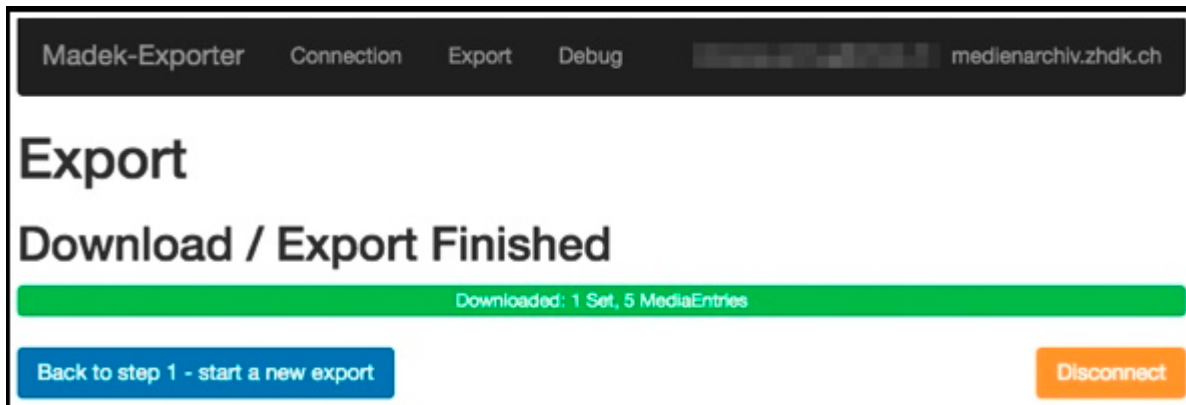 Madek-Exporter Connection Export Debug medienarchiv.zhdk.ch
Export
Download / Export Finished
Downloaded: 1 Set, 5 MediaEntries
Back to step 1 - start a new export Disconnect